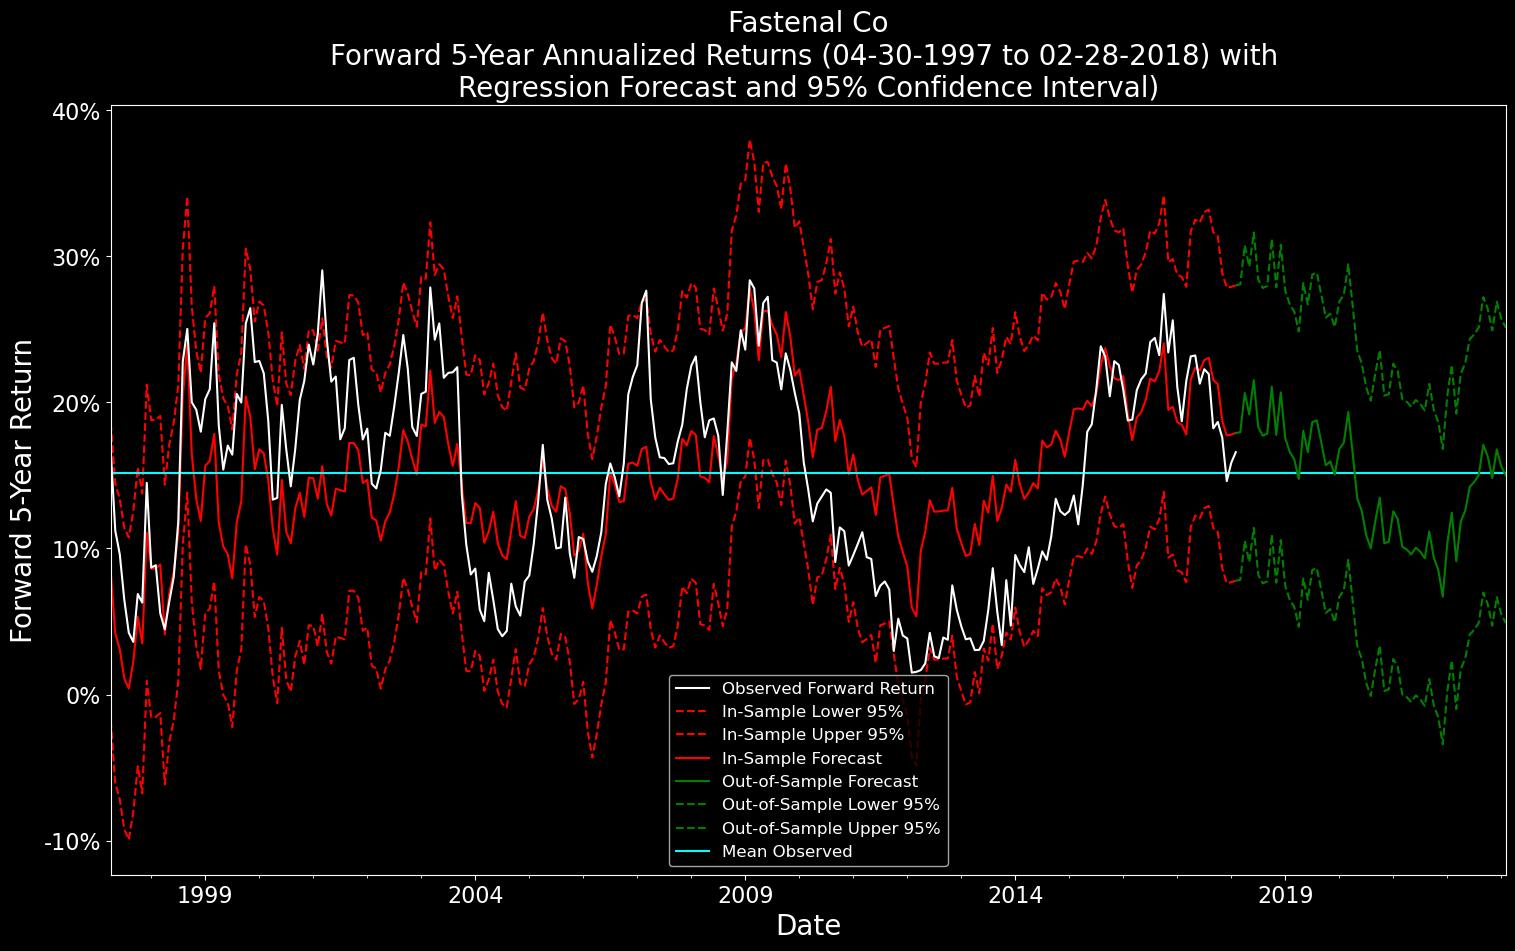 Fastenal Co
Forward 5-Year Annualized Returns (04-30-1997 to 02-28-2018) with
Regression Forecast and 95% Confidence Interval)
40%
30%
20%
10%
0%
-10%
Forward 5-Year Return
Observed Forward Return
In-Sample Lower 95%
In-Sample Upper 95%
In-Sample Forecast
Out-of-Sample Forecast
Out-of-Sample Lower 95%
Out-of-Sample Upper 95%
Mean Observed
1999 2004 2009 2014 2019
Date